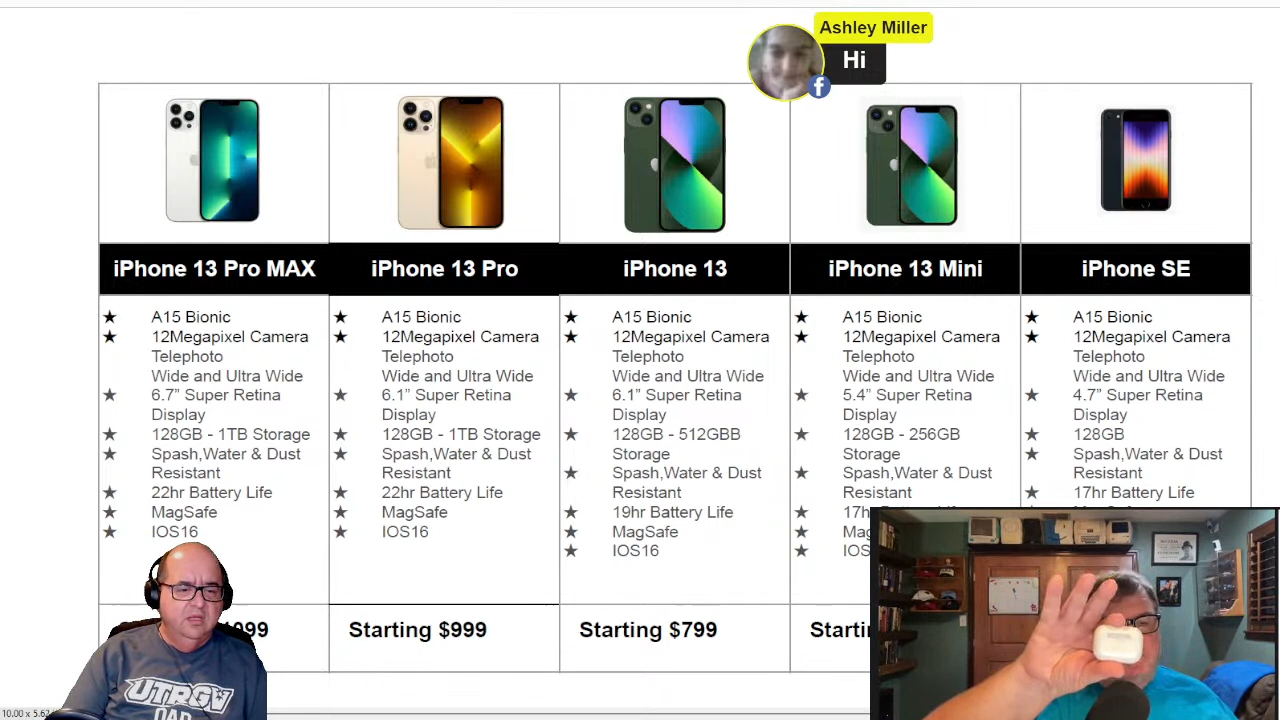 Ashley Miller
Hi
iPhone 13 Pro MAX
★ A15 Bionic
★ 12Megapixel Camera
Telephoto
Wide and Ultra Wide
★ 6.7” Super Retina
Display
★ 128GB - 1TB Storage
★ Spash,Water & Dust
Resistant
★ 22hr Battery Life
★ MagSafe
★ IOS16
iPhone 13 Pro
★ A15 Bionic
★ 12Megapixel Camera
Telephoto
Wide and Ultra Wide
★ 6.1” Super Retina
Display
★ 128GB - 1TB Storage
★ Spash,Water & Dust
Resistant
★ 22hr Battery Life
★ MagSafe
★ IOS16
Starting $999
iPhone 13
★ A15 Bionic
★ 12Megapixel Camera
Telephoto
Wide and Ultra Wide
★ 6.1” Super Retina
Display
★ 128GB - 512GBB
Storage
★ Spash,Water & Dust
Resistant
★ 19hr Battery Life
★ MagSafe
★ IOS16
Starting $799
iPhone 13 Mini
★ A15 Bionic
★ 12Megapixel Camera
Telephoto
Wide and Ultra Wide
★ 5.4” Super Retina
Display
★ 128GB - 256GB
Storage
★ Spash,Water & Dust
Resistant
★ 17h
★ Ma
★ IOS
Starti
iPhone SE
★ A15 Bionic
★ 12Megapixel Camera
Telephoto
Wide and Ultra Wide
★ 4.7” Super Retina
Display
★ 128GB
★ Spash,Water & Dust
Resistant
★ 17hr Battery Life
UTRGV
DAD